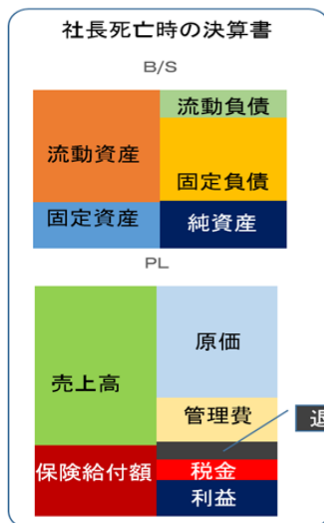 社長死亡時の決算書
B/S
流動資産
流動負債
固定負債
固定資産
純資産
PL
売上高
原価
管理費
退
保険給付額
税金
利益